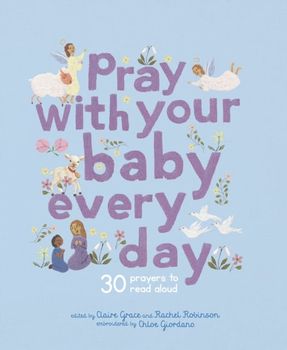 pray
with your
baby
every
day
30 prayers to
read aloud
edited by Claire Grace and Rachel Robinson
embroidered by Chloe Giordano